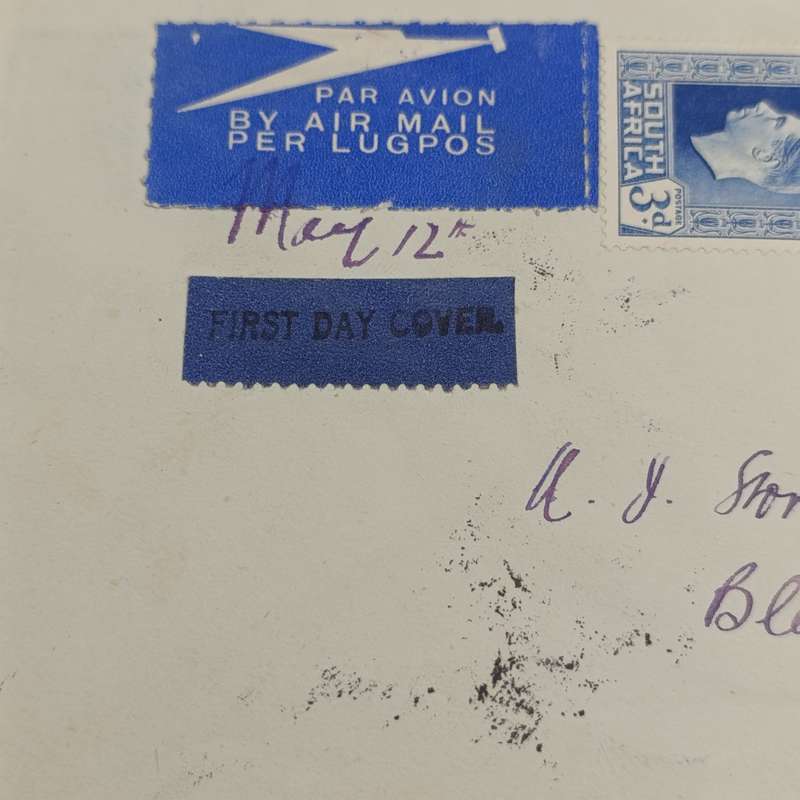 PAR AVION
BY AIR MAIL
PER LUGPOS
SOUTH
AFRICA
POSTAGE
3d.
May 12th
FIRST DAY COVER.
A. J.